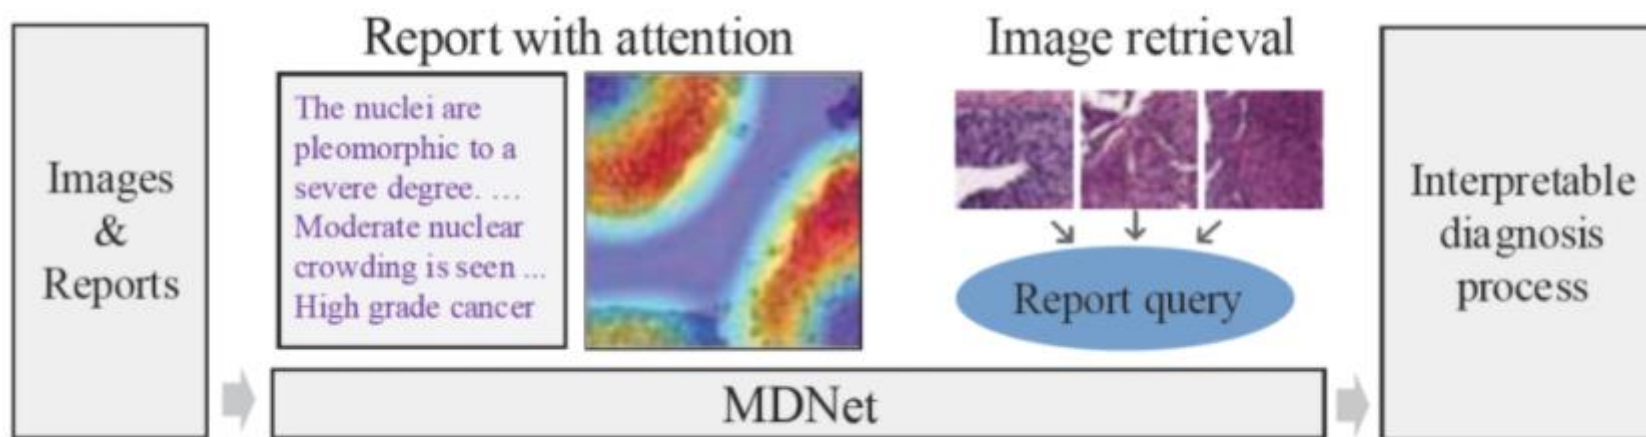 Images
&
Reports
Report with attention
The nuclei are
pleomorphic to a
severe degree. ...
Moderate nuclear
crowding is seen ...
High grade cancer
Image retrieval
Report query
MDNet
Interpretable
diagnosis
process